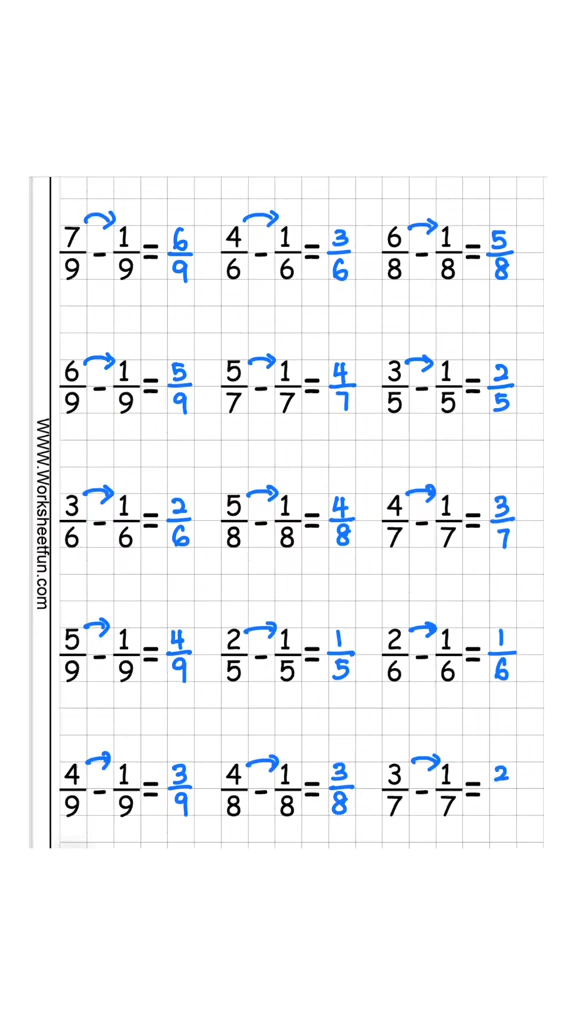 7/9 - 1/9 = 6/9 4/6 - 1/6 = 3/6 6/8 - 1/8 = 5/8
6/9 - 1/9 = 5/9 5/7 - 1/7 = 4/7 3/5 - 1/5 = 2/5
3/6 - 1/6 = 2/6 5/8 - 1/8 = 4/8 4/7 - 1/7 = 3/7
5/9 - 1/9 = 4/9 2/5 - 1/5 = 1/5 2/6 - 1/6 = 1/6
4/9 - 1/9 = 3/9 4/8 - 1/8 = 3/8 3/7 - 1/7 = 2
www.Worksheetfun.com